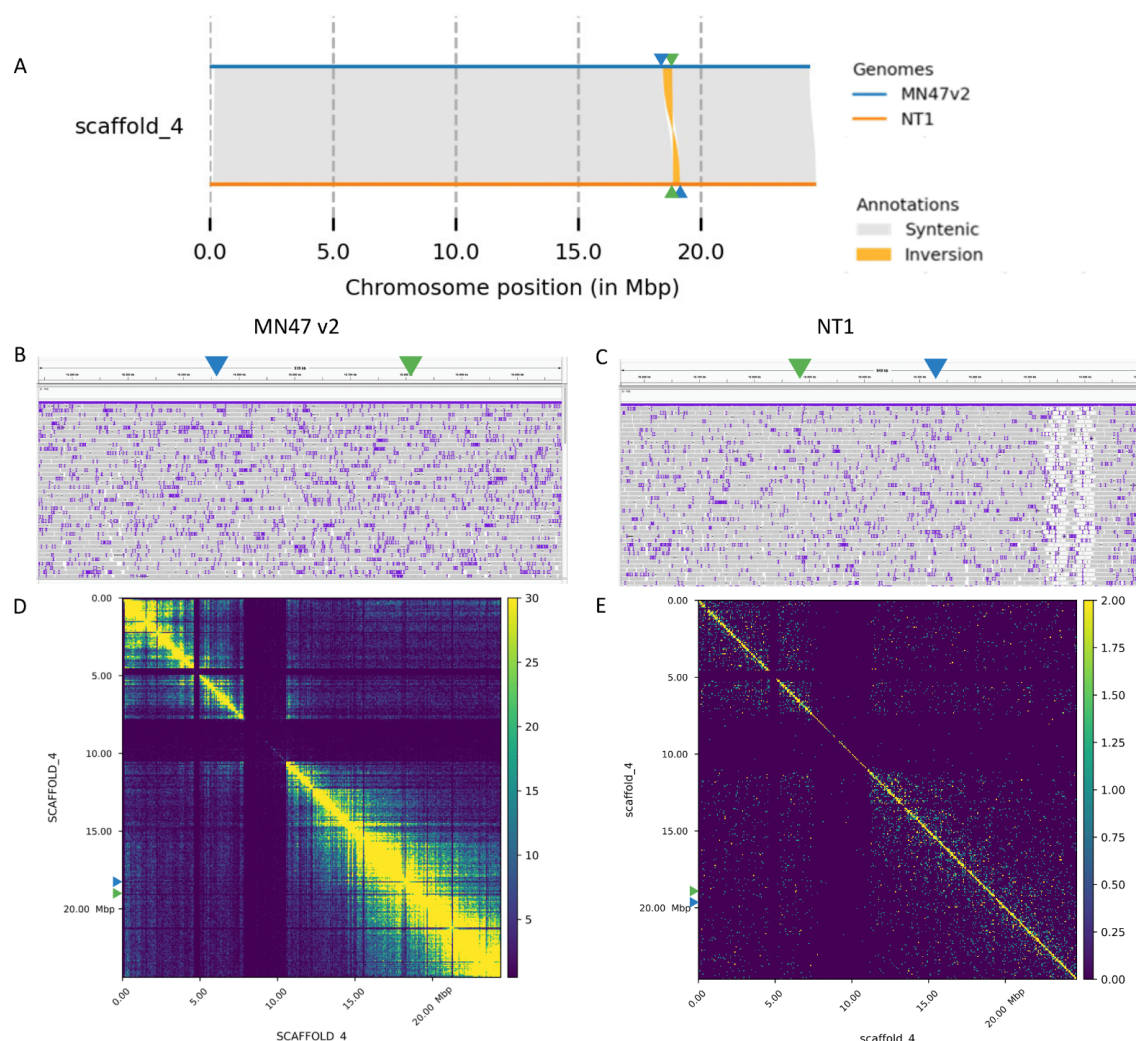 A
scaffold_4
Genomes
MN47v2
NT1
Annotations
Syntenic
Inversion
0.0 5.0 10.0 15.0 20.0
Chromosome position (in Mbp)
MN47 v2
NT1
B
C
D
0.00
5.00
10.00
15.00
20.00 Mbp
SCAFFOLD_4
0.00 5.00 10.00 15.00 20.00 Mbp
SCAFFOLD_4
30
25
20
15
10
5
E
0.00
5.00
10.00
15.00
20.00 Mbp
scaffold_4
0.00 5.00 10.00 15.00 20.00 Mbp
scaffold_4
2.00
1.75
1.50
1.25
1.00
0.75
0.50
0.25
0.00